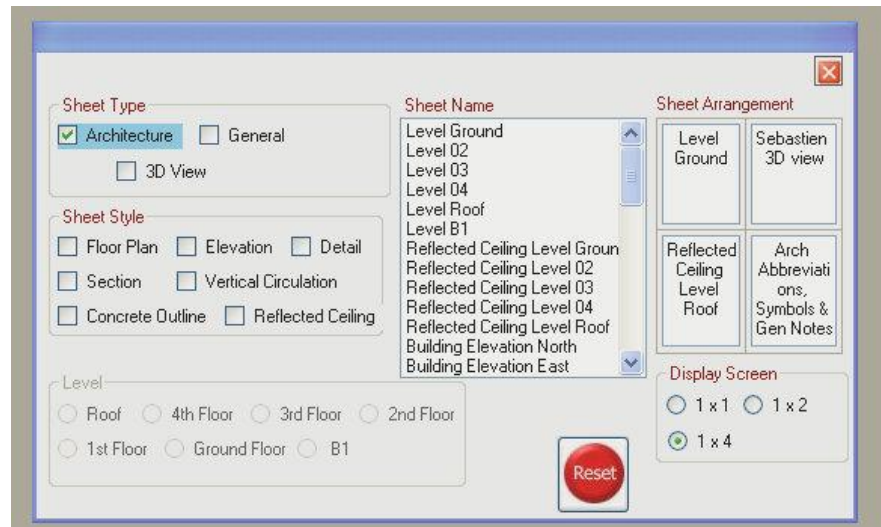 Sheet Type
Architecture
General
3D View
Sheet Style
Floor Plan
Elevation
Detail
Section
Vertical Circulation
Concrete Outline
Reflected Ceiling
Level
Roof
4th Floor
3rd Floor
2nd Floor
1st Floor
Ground Floor
B1
Sheet Name
Level Ground
Level 02
Level 03
Level 04
Level Roof
Level B1
Reflected Ceiling Level Groun
Reflected Ceiling Level 02
Reflected Ceiling Level 03
Reflected Ceiling Level 04
Reflected Ceiling Level Roof
Building Elevation North
Building Elevation East
Reset
Sheet Arrangement
Level
Ground
Sebastien
3D view
Reflected
Ceiling
Level
Roof
Arch
Abbreviati
ons,
Symbols &
Gen Notes
Display Screen
1 x 1
1 x 2
1 x 4